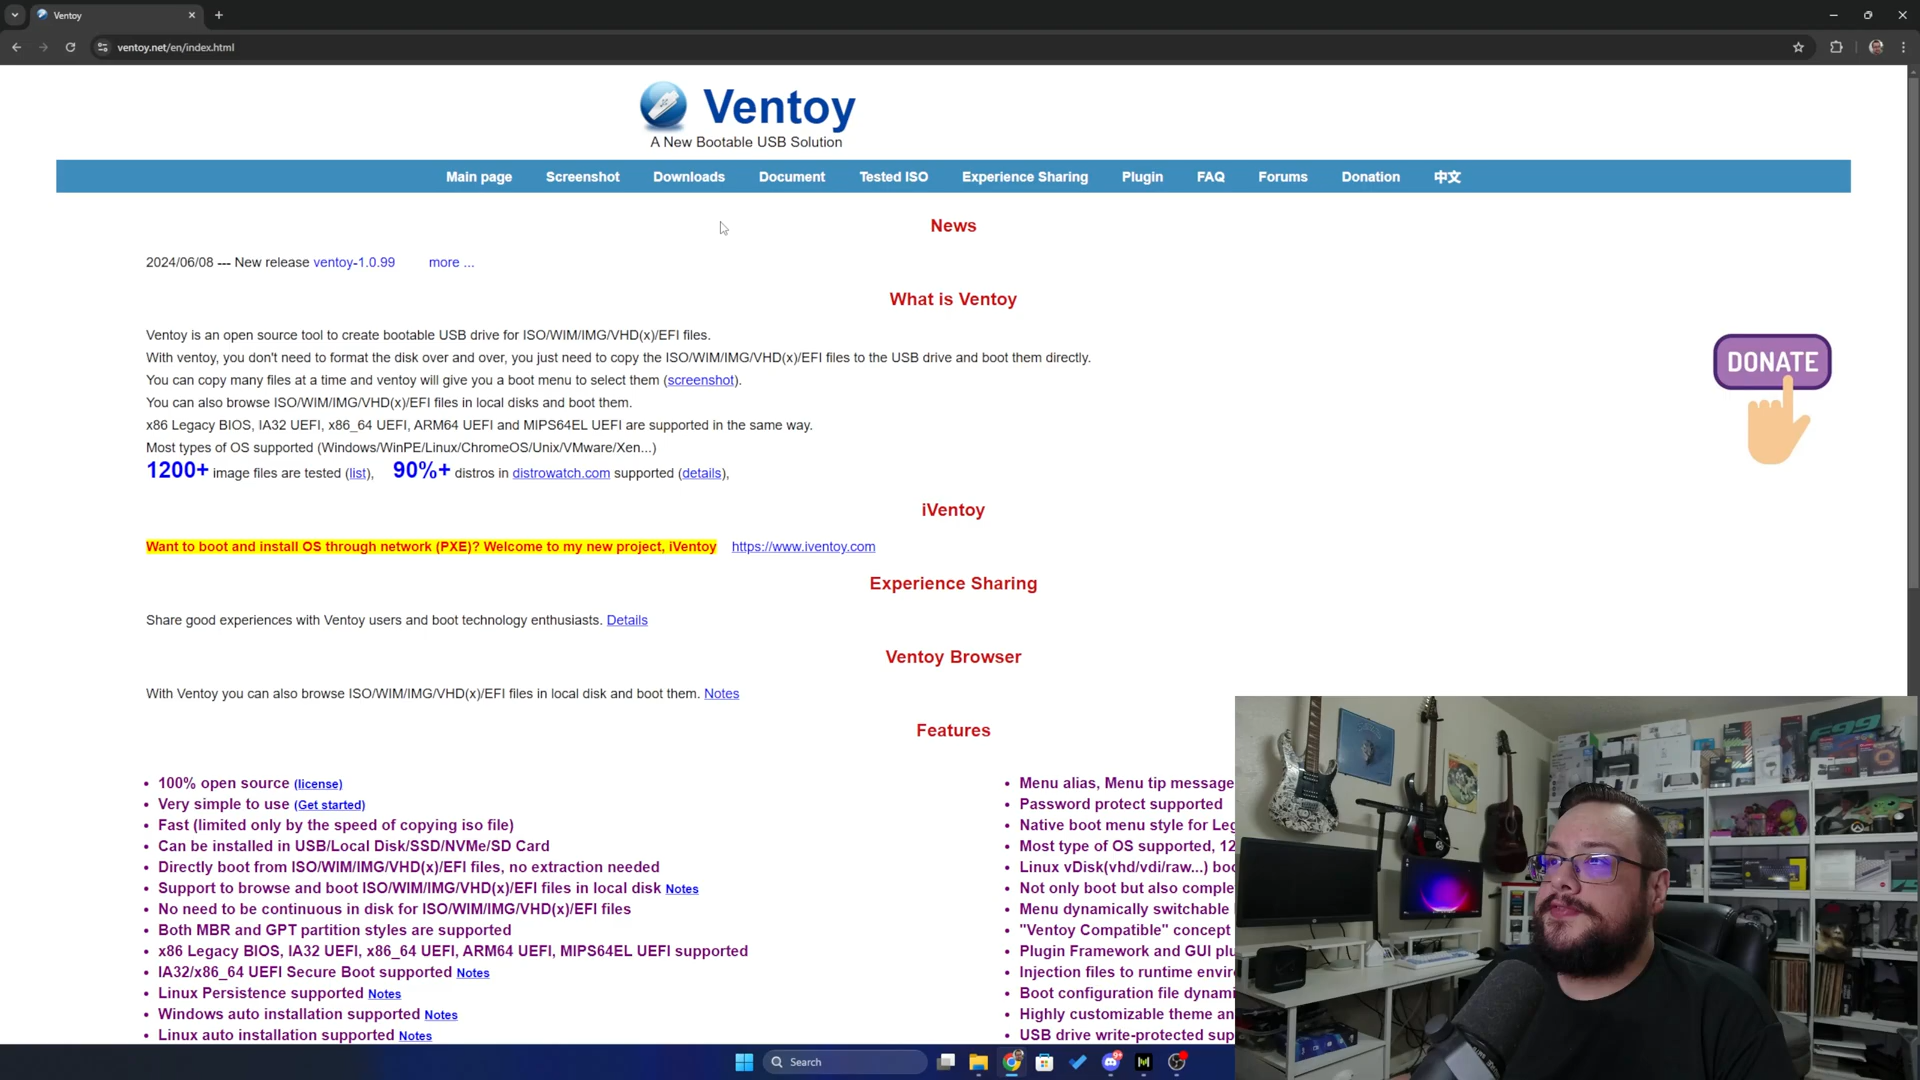 Ventoy
ventoy.net/en/index.html
Ventoy
A New Bootable USB Solution
Main page Screenshot Downloads Document Tested ISO Experience Sharing Plugin FAQ Forums Donation 中文
News
2024/06/08 --- New release ventoy-1.0.99 more ...
What is Ventoy
Ventoy is an open source tool to create bootable USB drive for ISO/WIM/IMG/VHD(x)/EFI files.
With ventoy, you don't need to format the disk over and over, you just need to copy the ISO/WIM/IMG/VHD(x)/EFI files to the USB drive and boot them directly.
You can copy many files at a time and ventoy will give you a boot menu to select them (screenshot).
You can also browse ISO/WIM/IMG/VHD(x)/EFI files in local disks and boot them.
x86 Legacy BIOS, IA32 UEFI, x86_64 UEFI, ARM64 UEFI and MIPS64EL UEFI are supported in the same way.
Most types of OS supported (Windows/WinPE/Linux/ChromeOS/Unix/VMware/Xen...)
1200+ image files are tested (list), 90%+ distros in distrowatch.com supported (details),
DONATE
iVentoy
Want to boot and install OS through network (PXE)? Welcome to my new project, iVentoy https://www.iventoy.com
Experience Sharing
Share good experiences with Ventoy users and boot technology enthusiasts. Details
Ventoy Browser
With Ventoy you can also browse ISO/WIM/IMG/VHD(x)/EFI files in local disk and boot them. Notes
Features
• 100% open source (license)
• Very simple to use (Get started)
• Fast (limited only by the speed of copying iso file)
• Can be installed in USB/Local Disk/SSD/NVMe/SD Card
• Directly boot from ISO/WIM/IMG/VHD(x)/EFI files, no extraction needed
• Support to browse and boot ISO/WIM/IMG/VHD(x)/EFI files in local disk Notes
• No need to be continuous in disk for ISO/WIM/IMG/VHD(x)/EFI files
• Both MBR and GPT partition styles are supported
• x86 Legacy BIOS, IA32 UEFI, x86_64 UEFI, ARM64 UEFI, MIPS64EL UEFI supported
• IA32/x86_64 UEFI Secure Boot supported Notes
• Linux Persistence supported Notes
• Windows auto installation supported Notes
• Linux auto installation supported Notes
• Menu alias, Menu tip message
• Password protect supported
• Native boot menu style for Leg
• Most type of OS supported, 12
• Linux vDisk(vhd/vdi/raw...) boo
• Not only boot but also comple
• Menu dynamically switchable
• "Ventoy Compatible" concept
• Plugin Framework and GUI plu
• Injection files to runtime envir
• Boot configuration file dynami
• Highly customizable theme an
• USB drive write-protected sup
F99
Search